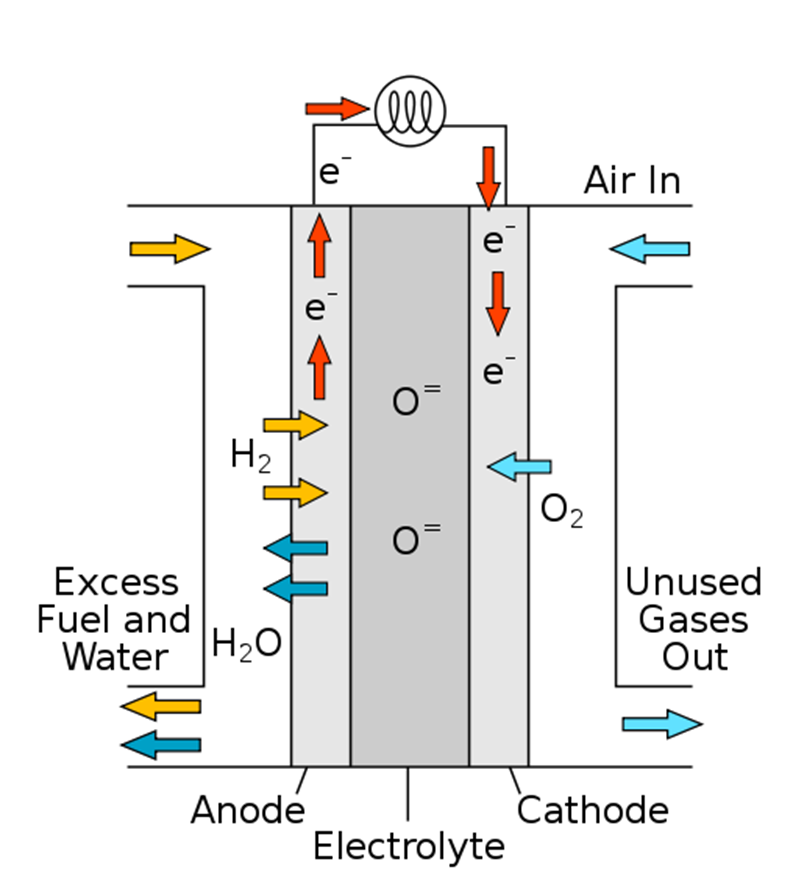 e⁻
Air In
e⁻
e⁻
e⁻
O⁼
H₂
O₂
O⁼
Excess
Fuel and
Water
Unused
Gases
Out
H₂O
Anode
Cathode
Electrolyte